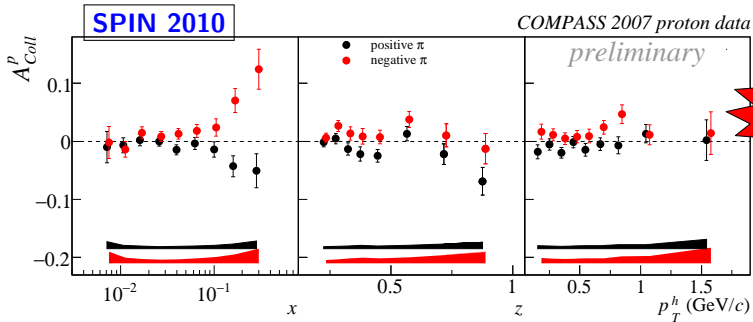 SPIN 2010
COMPASS 2007 proton data
A^p_Coll
positive π
negative π
preliminary
0.1
0
−0.1
−0.2
10^−2
10^−1
0.5
1
0.5
1
1.5
x
z
p_T^h (GeV/c)